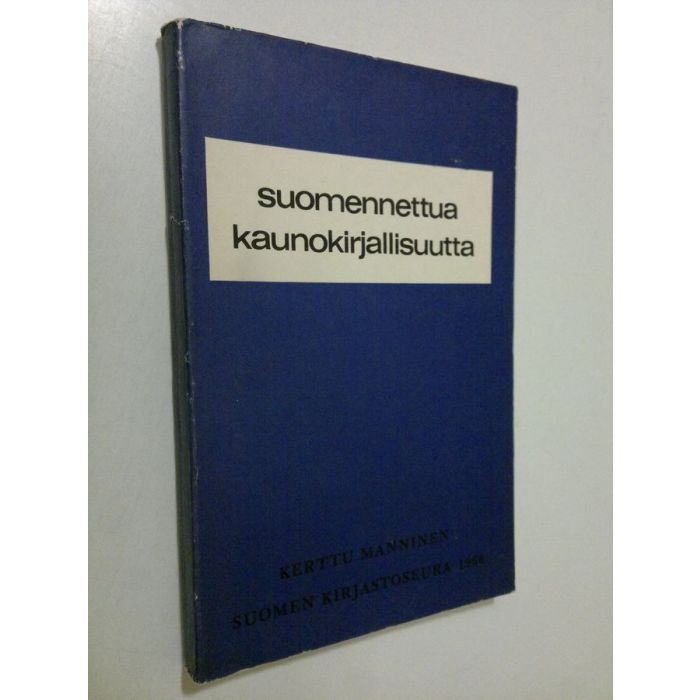 suomennettua
kaunokirjallisuutta
KERTTU MANNINEN
SUOMEN KIRJASTOSEURA